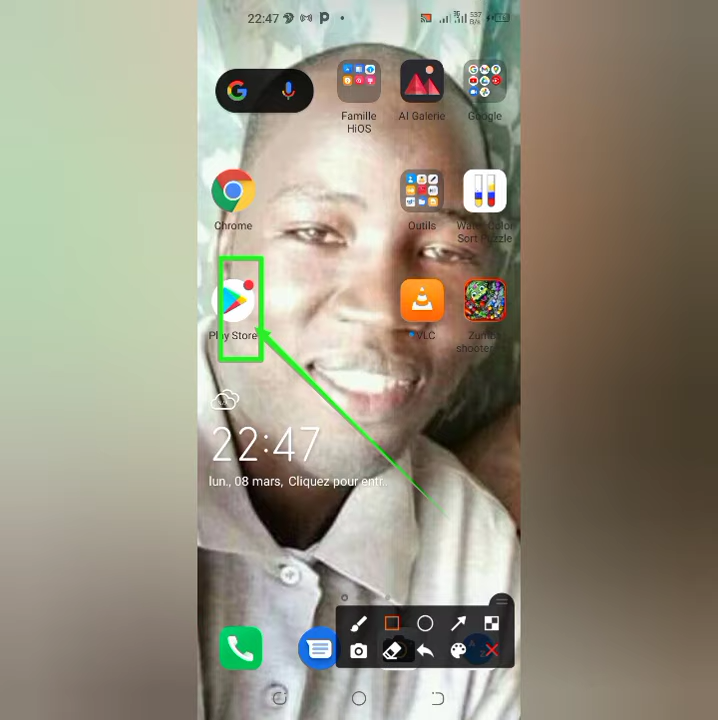 22:47
Famille
HiOS
AI Galerie
Google
Chrome
Outils
Water Color
Sort Puzzle
Play Store
VLC
Zumba
shooter
22:47
lun., 08 mars, Cliquez pour entr...